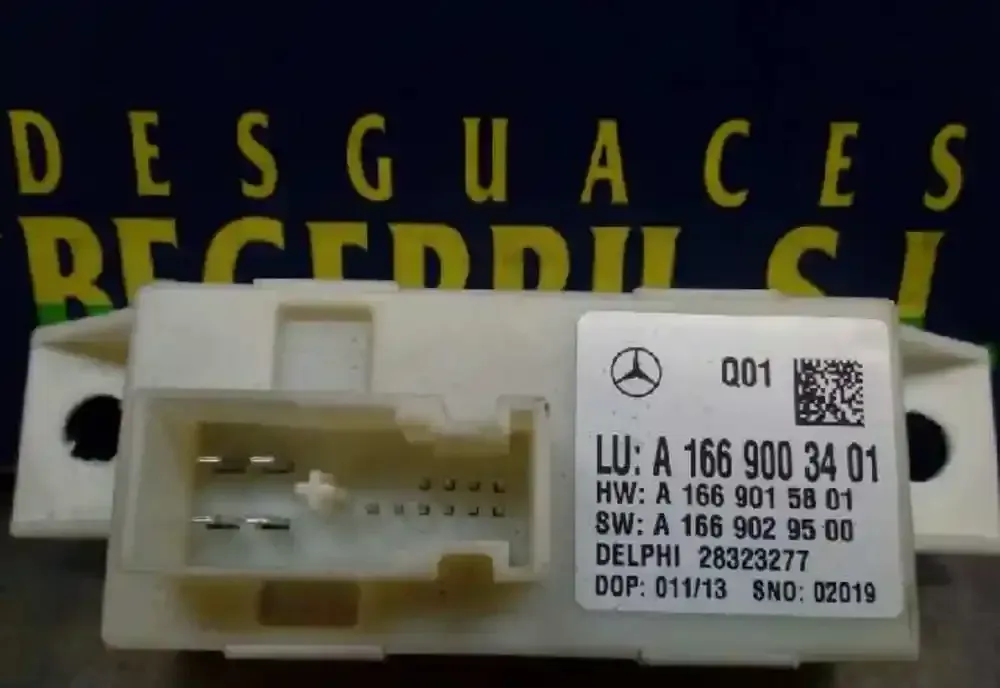 DESGUACES
Q01
LU: A 166 900 34 01
HW: A 166 901 58 01
SW: A 166 902 95 00
DELPHI 28323277
DOP: 011/13 SNO: 02019